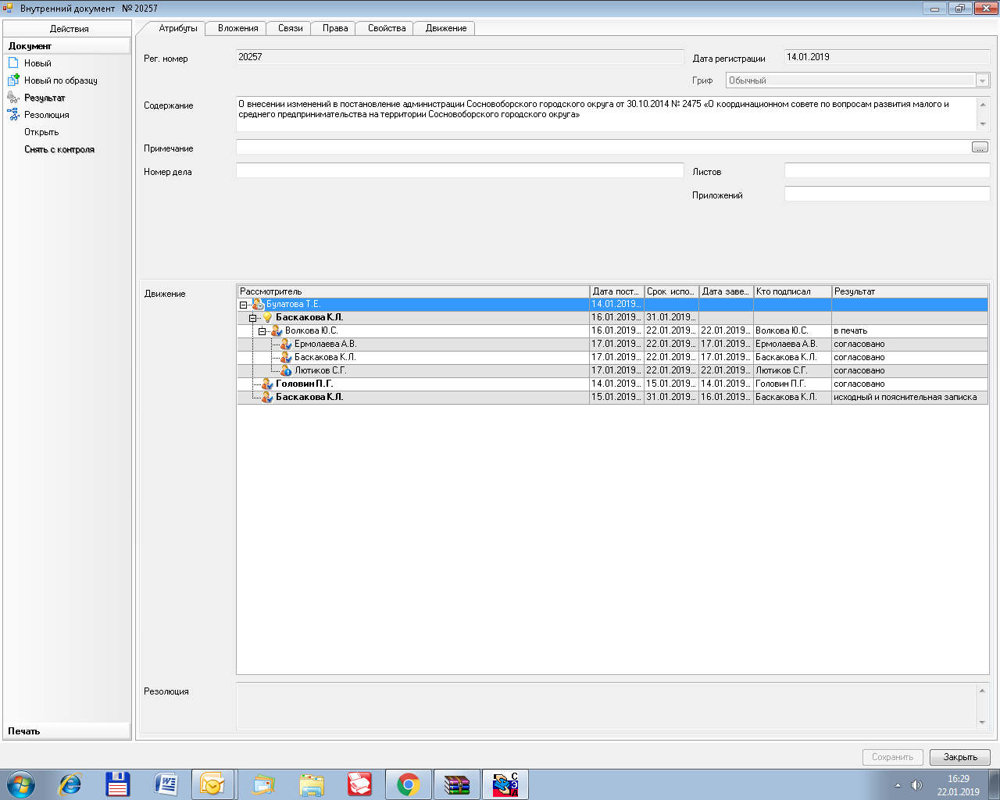 Внутренний документ № 20257
Действия
Документ
Новый
Новый по образцу
Результат
Резолюция
Открыть
Снять с контроля
Печать
Атрибуты Вложения Связи Права Свойства Движение
Рег. номер 20257 Дата регистрации 14.01.2019
Гриф Обычный
Содержание О внесении изменений в постановление администрации Сосновоборского городского округа от 30.10.2014 № 2475 «О координационном совете по вопросам развития малого и
среднего предпринимательства на территории Сосновоборского городского округа»
Примечание ...
Номер дела Листов
Приложений
Движение
Рассмотритель Дата пост... Срок испо... Дата заве... Кто подписал Результат
Булатова Т.Е. 14.01.2019...
Баскакова К.Л. 16.01.2019... 31.01.2019...
Волкова Ю.С. 16.01.2019... 22.01.2019... 22.01.2019... Волкова Ю.С. в печать
Ермолаева А.В. 17.01.2019... 22.01.2019... 17.01.2019... Ермолаева А.В. согласовано
Баскакова К.Л. 17.01.2019... 22.01.2019... 17.01.2019... Баскакова К.Л. согласовано
Лютиков С.Г. 17.01.2019... 22.01.2019... 22.01.2019... Лютиков С.Г. согласовано
Головин П.Г. 14.01.2019... 15.01.2019... 14.01.2019... Головин П.Г. согласовано
Баскакова К.Л. 15.01.2019... 31.01.2019... 16.01.2019... Баскакова К.Л. исходный и пояснительная записка
Резолюция
Сохранить Закрыть
СЭД
16:29
22.01.2019